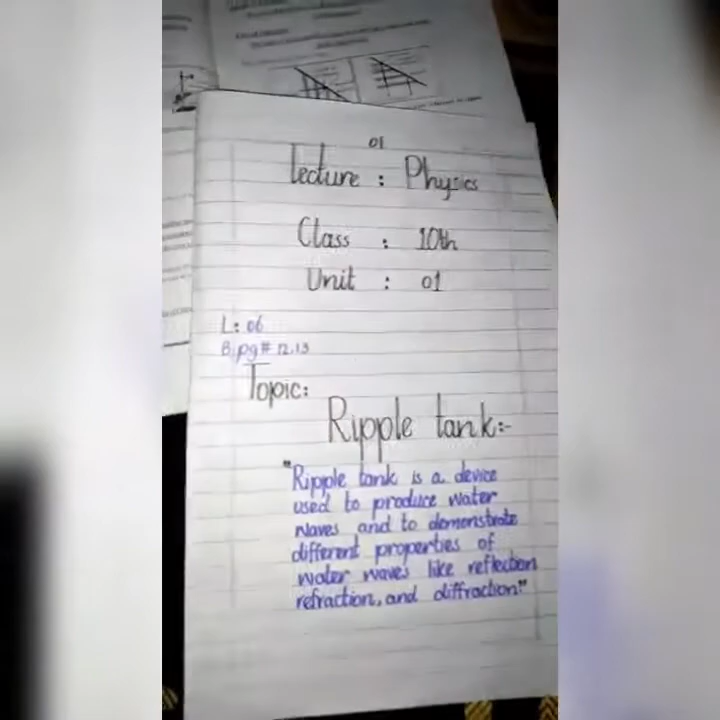 01
Lecture : Physics
Class : 10th
Unit : 01
L: 06
B.pg# 12,13
Topic:
Ripple tank:-
"Ripple tank is a device
used to produce water
waves and to demonstrate
different properties of
water waves like reflection
refraction, and diffraction."